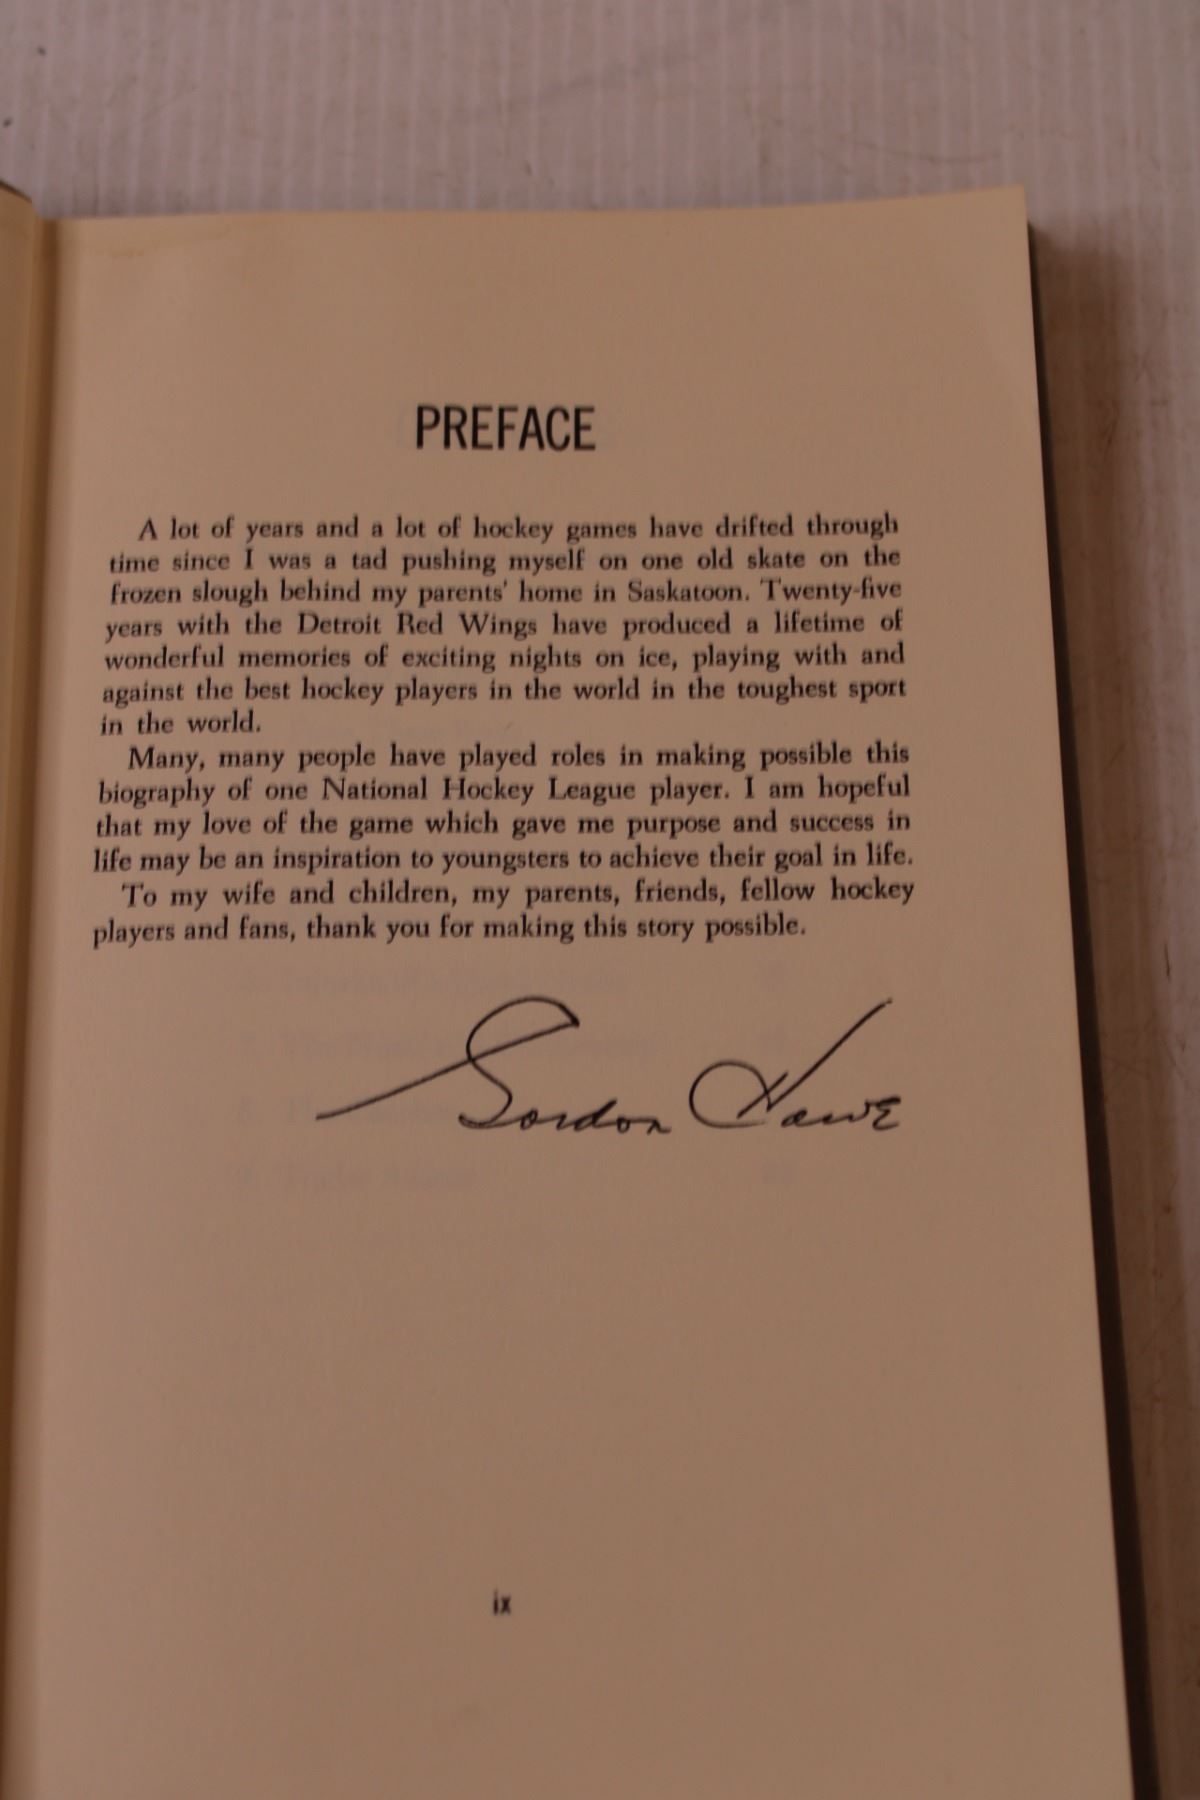 PREFACE
A lot of years and a lot of hockey games have drifted through
time since I was a tad pushing myself on one old skate on the
frozen slough behind my parents' home in Saskatoon. Twenty-five
years with the Detroit Red Wings have produced a lifetime of
wonderful memories of exciting nights on ice, playing with and
against the best hockey players in the world in the toughest sport
in the world.
Many, many people have played roles in making possible this
biography of one National Hockey League player. I am hopeful
that my love of the game which gave me purpose and success in
life may be an inspiration to youngsters to achieve their goal in life.
To my wife and children, my parents, friends, fellow hockey
players and fans, thank you for making this story possible.
Gordon Howe
ix